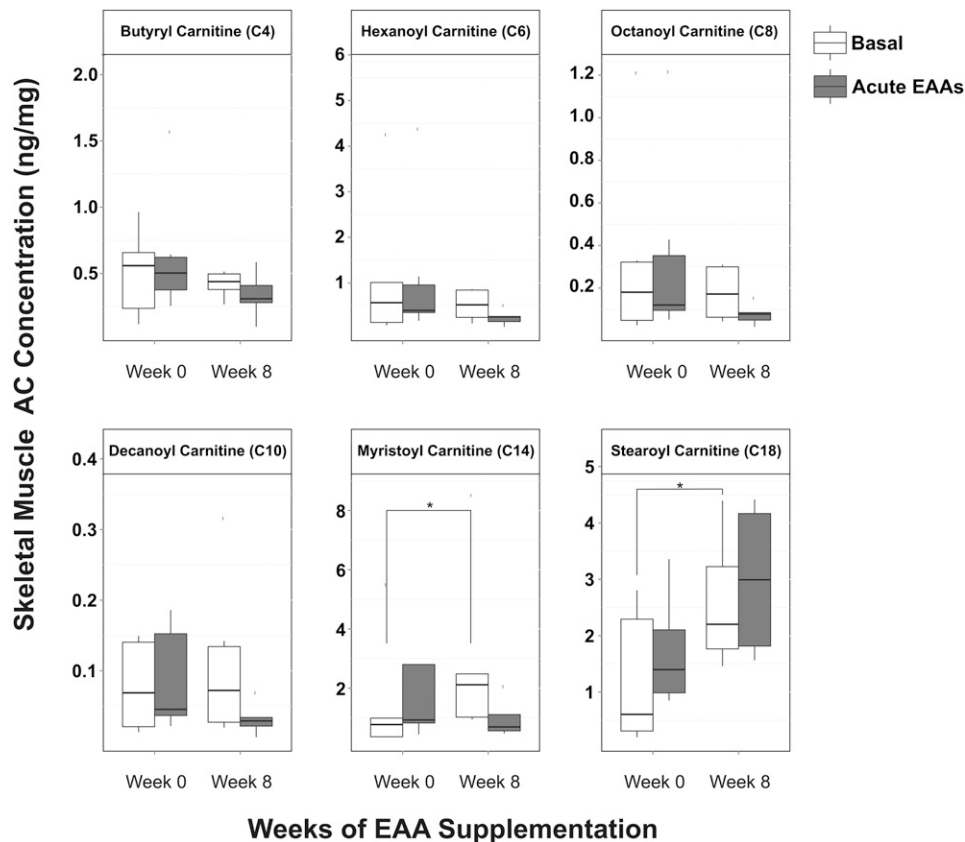 Butyryl Carnitine (C4)
Hexanoyl Carnitine (C6)
Octanoyl Carnitine (C8)
Basal
Acute EAAs
Skeletal Muscle AC Concentration (ng/mg)
2.0
1.5
1.0
0.5
6
5
4
3
2
1
1.2
1.0
0.8
0.6
0.4
0.2
Week 0
Week 8
Week 0
Week 8
Week 0
Week 8
Decanoyl Carnitine (C10)
Myristoyl Carnitine (C14)
Stearoyl Carnitine (C18)
0.4
0.3
0.2
0.1
8
6
4
2
*
5
4
3
2
1
*
Week 0
Week 8
Week 0
Week 8
Week 0
Week 8
Weeks of EAA Supplementation